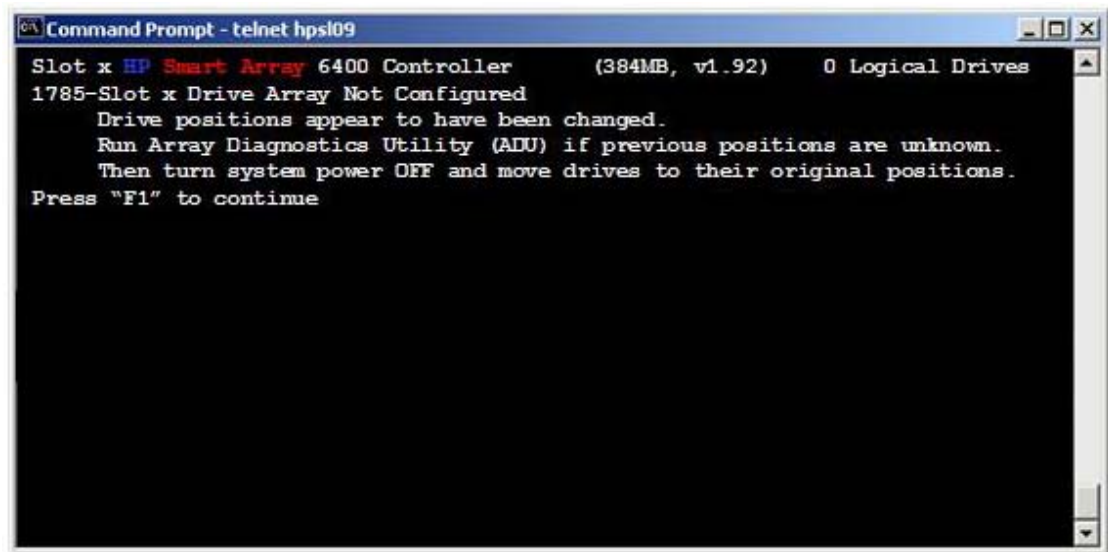 Command Prompt - telnet hpsl09
Slot x HP Smart Array 6400 Controller (384MB, v1.92) 0 Logical Drives
1785-Slot x Drive Array Not Configured
Drive positions appear to have been changed.
Run Array Diagnostics Utility (ADU) if previous positions are unknown.
Then turn system power OFF and move drives to their original positions.
Press "F1" to continue